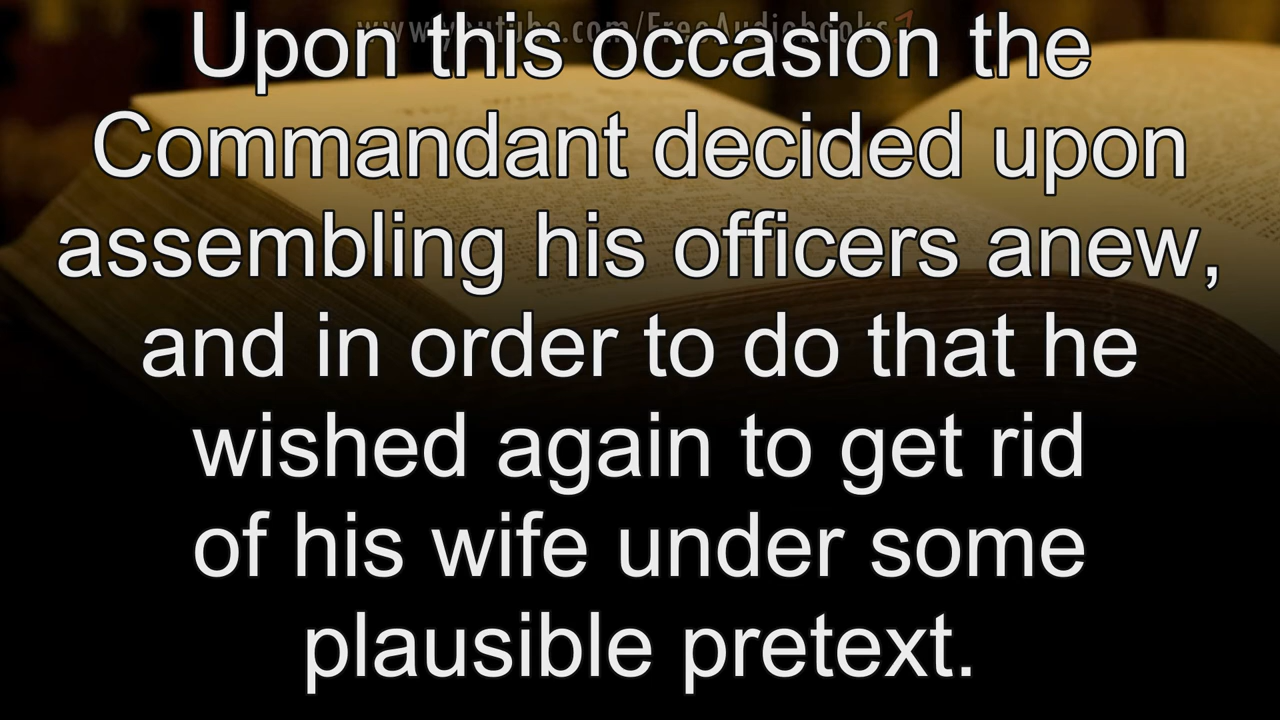 www.youtube.com/FreeAudiobooks7
Upon this occasion the
Commandant decided upon
assembling his officers anew,
and in order to do that he
wished again to get rid
of his wife under some
plausible pretext.